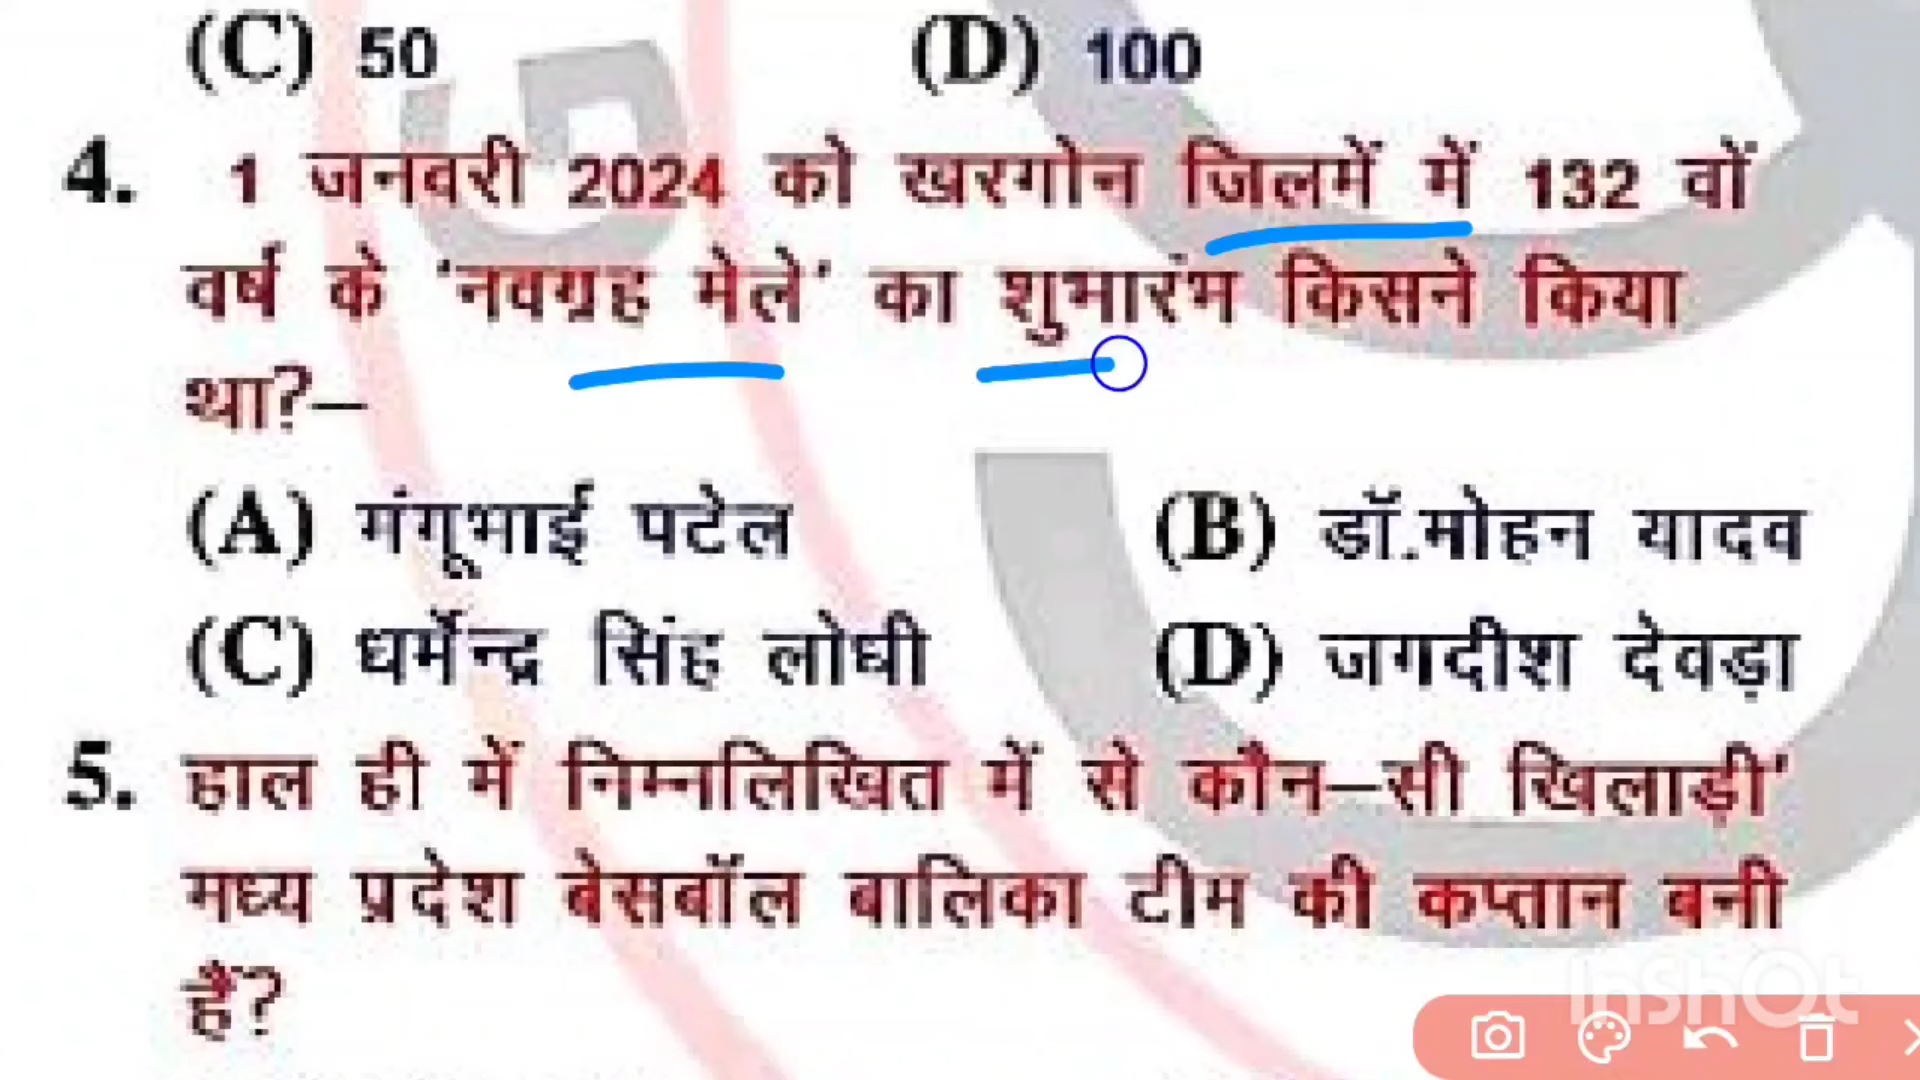 (C) 50 (D) 100
4. 1 जनवरी 2024 को खरगोन जिलमें में 132 वों
वर्ष के 'नवग्रह मेले' का शुभारंभ किसने किया
था?–
(A) मंगूभाई पटेल (B) डॉ.मोहन यादव
(C) धर्मेन्द्र सिंह लोघी (D) जगदीश देवड़ा
5. हाल ही में निम्नलिखित में से कौन–सी खिलाड़ी'
मध्य प्रदेश बेसबॉल बालिका टीम की कप्तान बनी
हैं?
InShOt